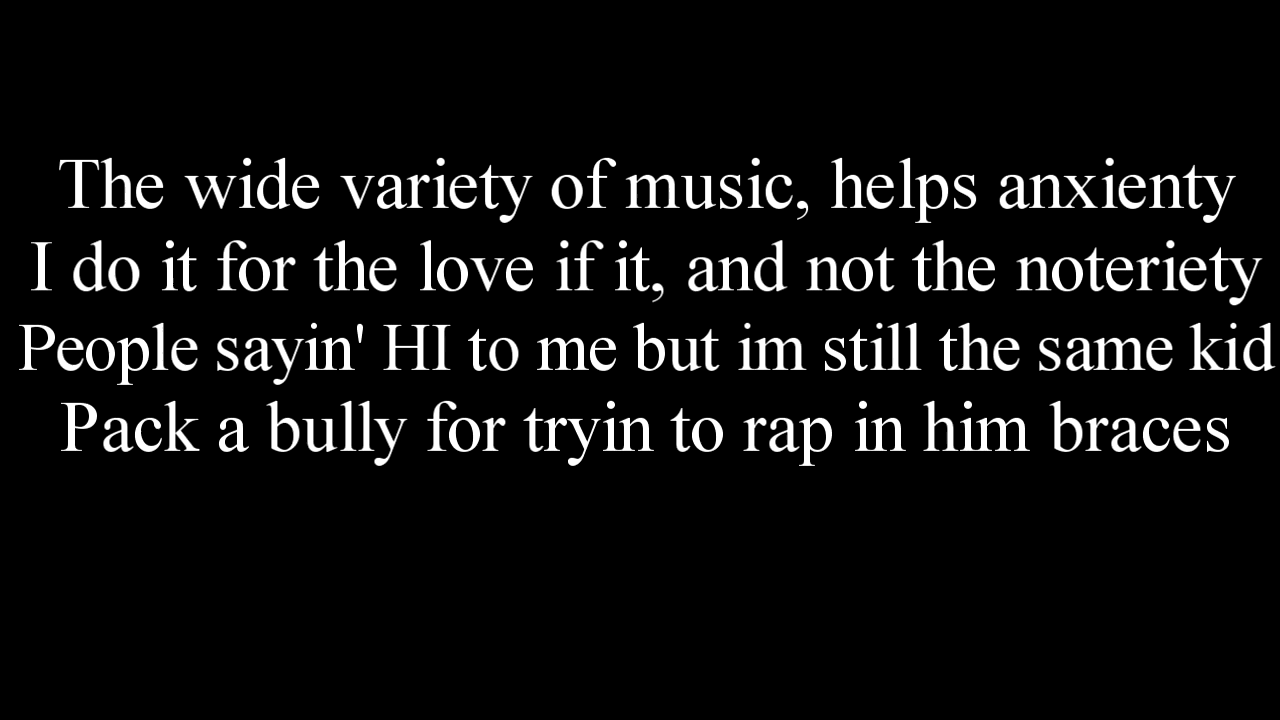 The wide variety of music, helps anxienty
I do it for the love if it, and not the noteriety
People sayin' HI to me but im still the same kid
Pack a bully for tryin to rap in him braces